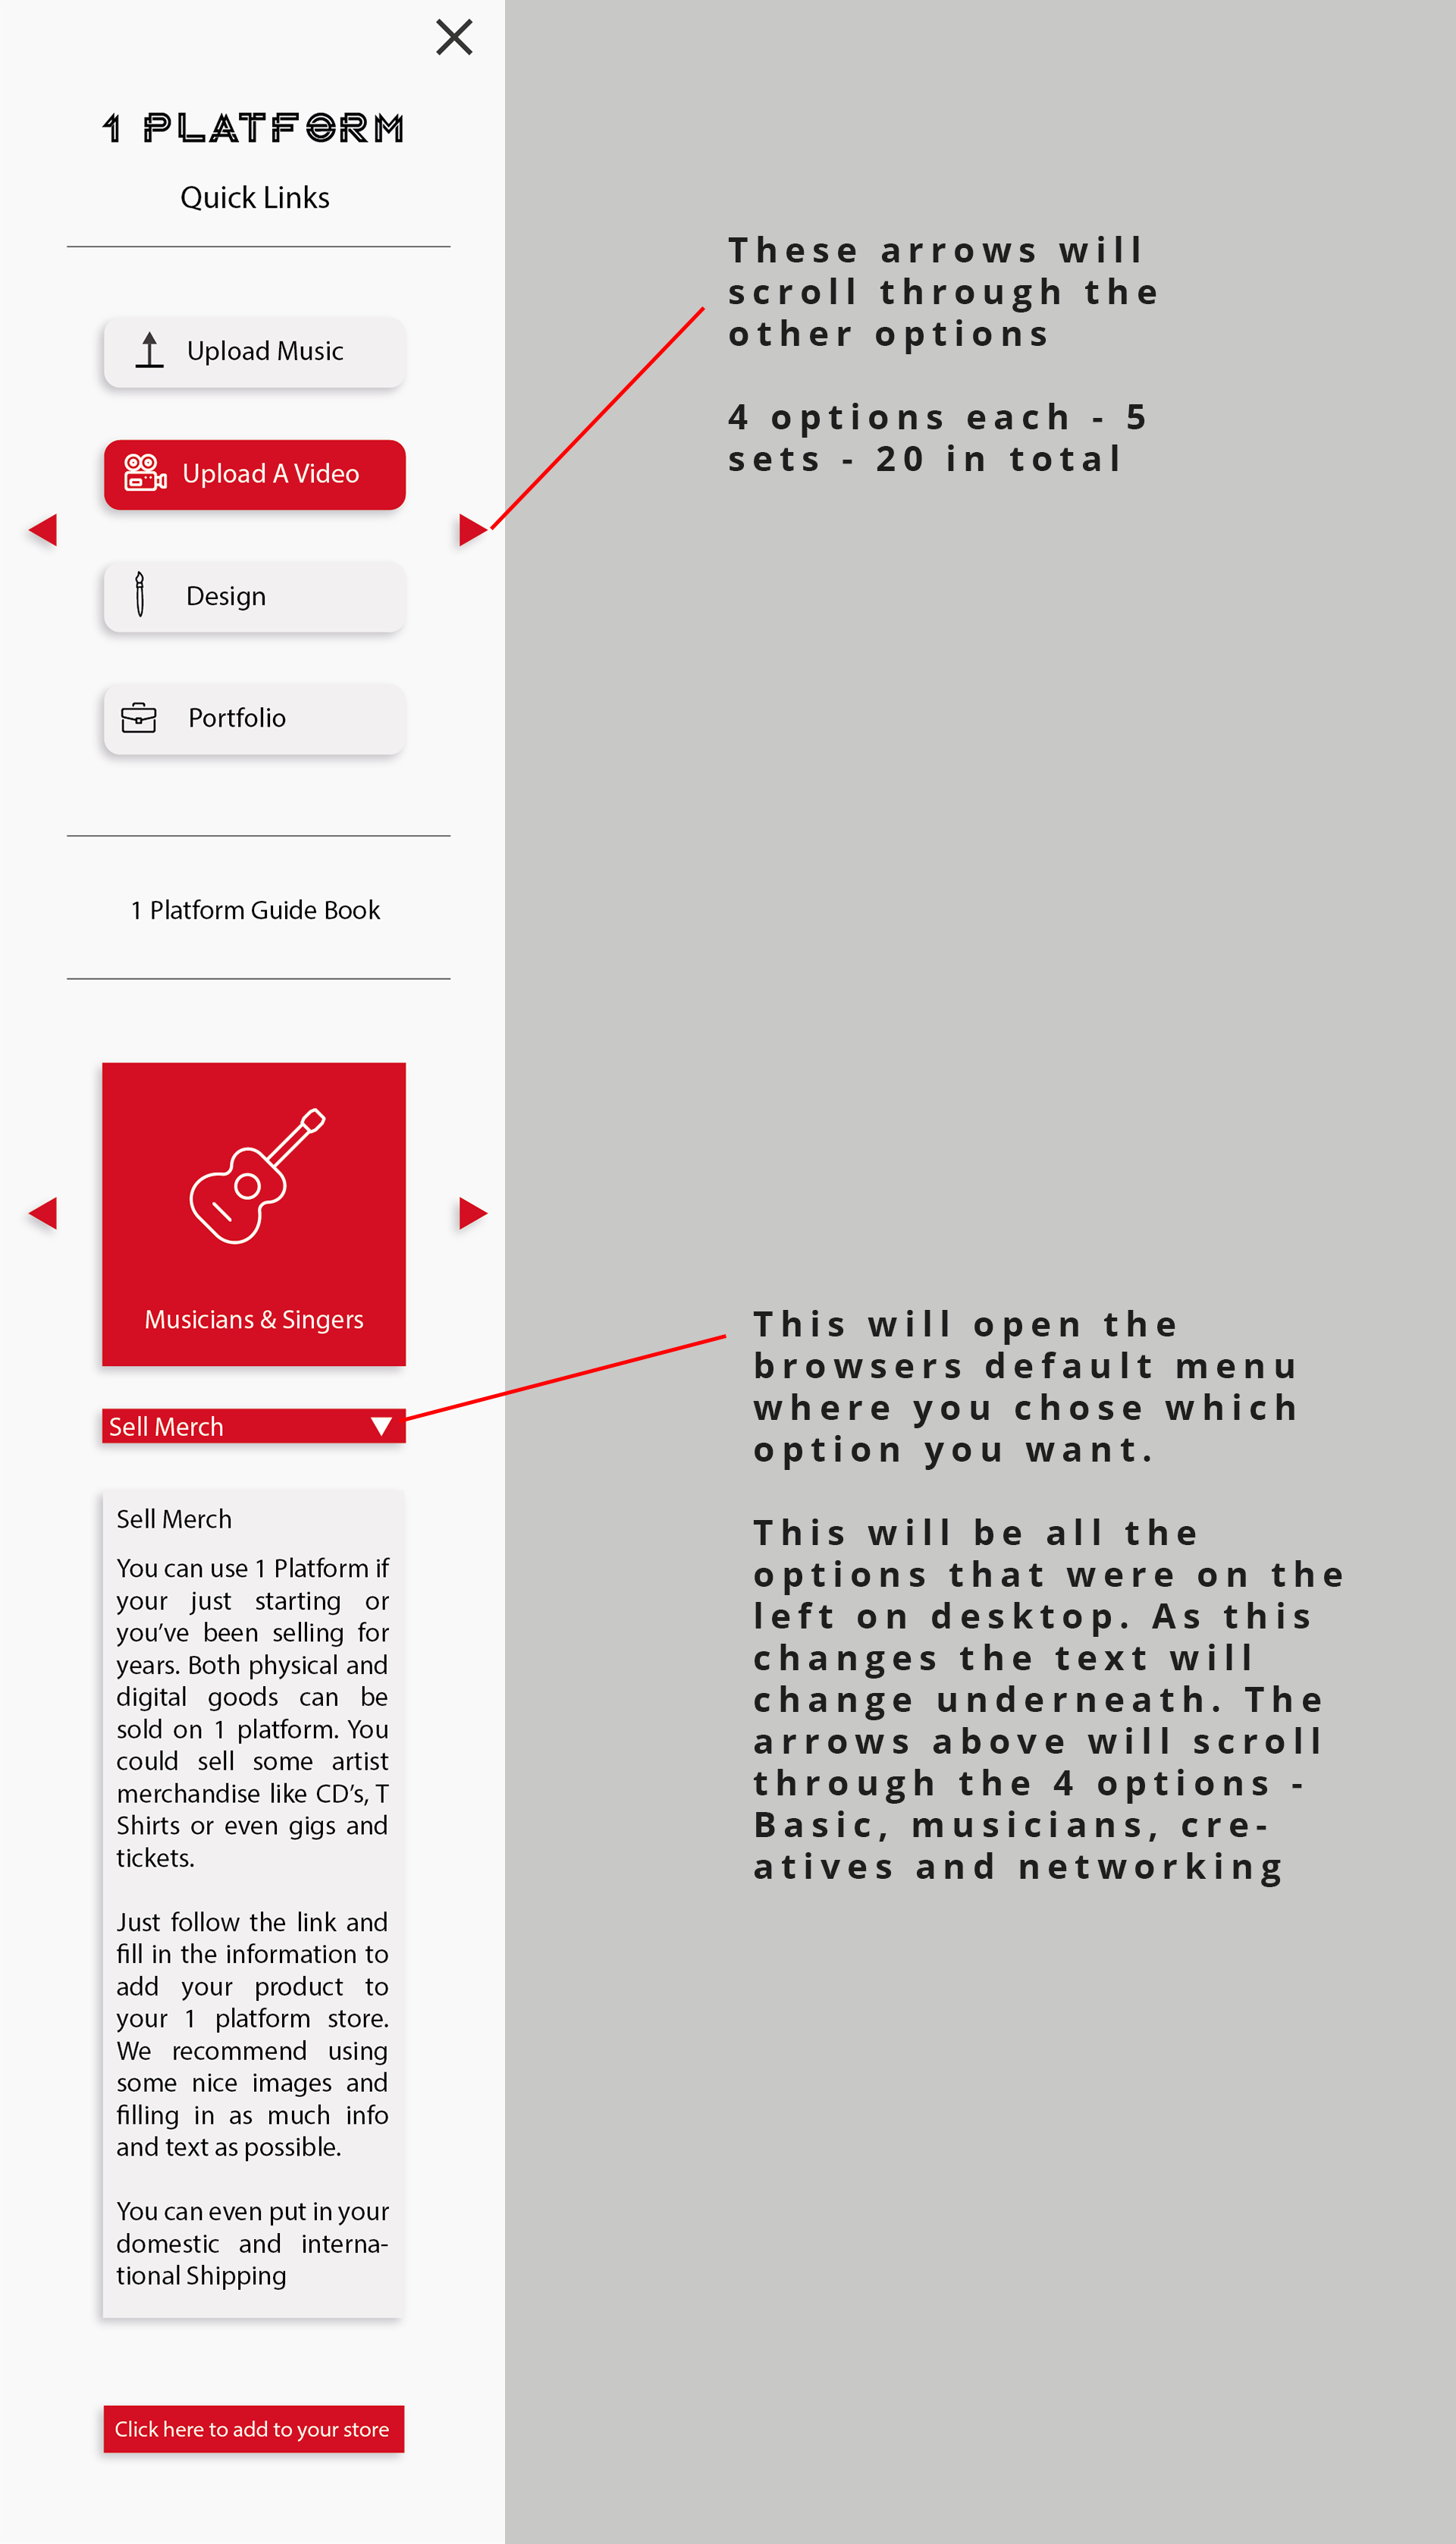 1 PLATFORM
Quick Links
These arrows will
scroll through the
other options
4 options each - 5
sets - 20 in total
Upload Music
Upload A Video
Design
Portfolio
1 Platform Guide Book
Musicians & Singers
Sell Merch
This will open the
browsers default menu
where you chose which
option you want.
This will be all the
options that were on the
left on desktop. As this
changes the text will
change underneath. The
arrows above will scroll
through the 4 options -
Basic, musicians, cre-
atives and networking
Sell Merch
You can use 1 Platform if
your just starting or
you’ve been selling for
years. Both physical and
digital goods can be
sold on 1 platform. You
could sell some artist
merchandise like CD’s, T
Shirts or even gigs and
tickets.
Just follow the link and
fill in the information to
add your product to
your 1 platform store.
We recommend using
some nice images and
filling in as much info
and text as possible.
You can even put in your
domestic and interna-
tional Shipping
Click here to add to your store